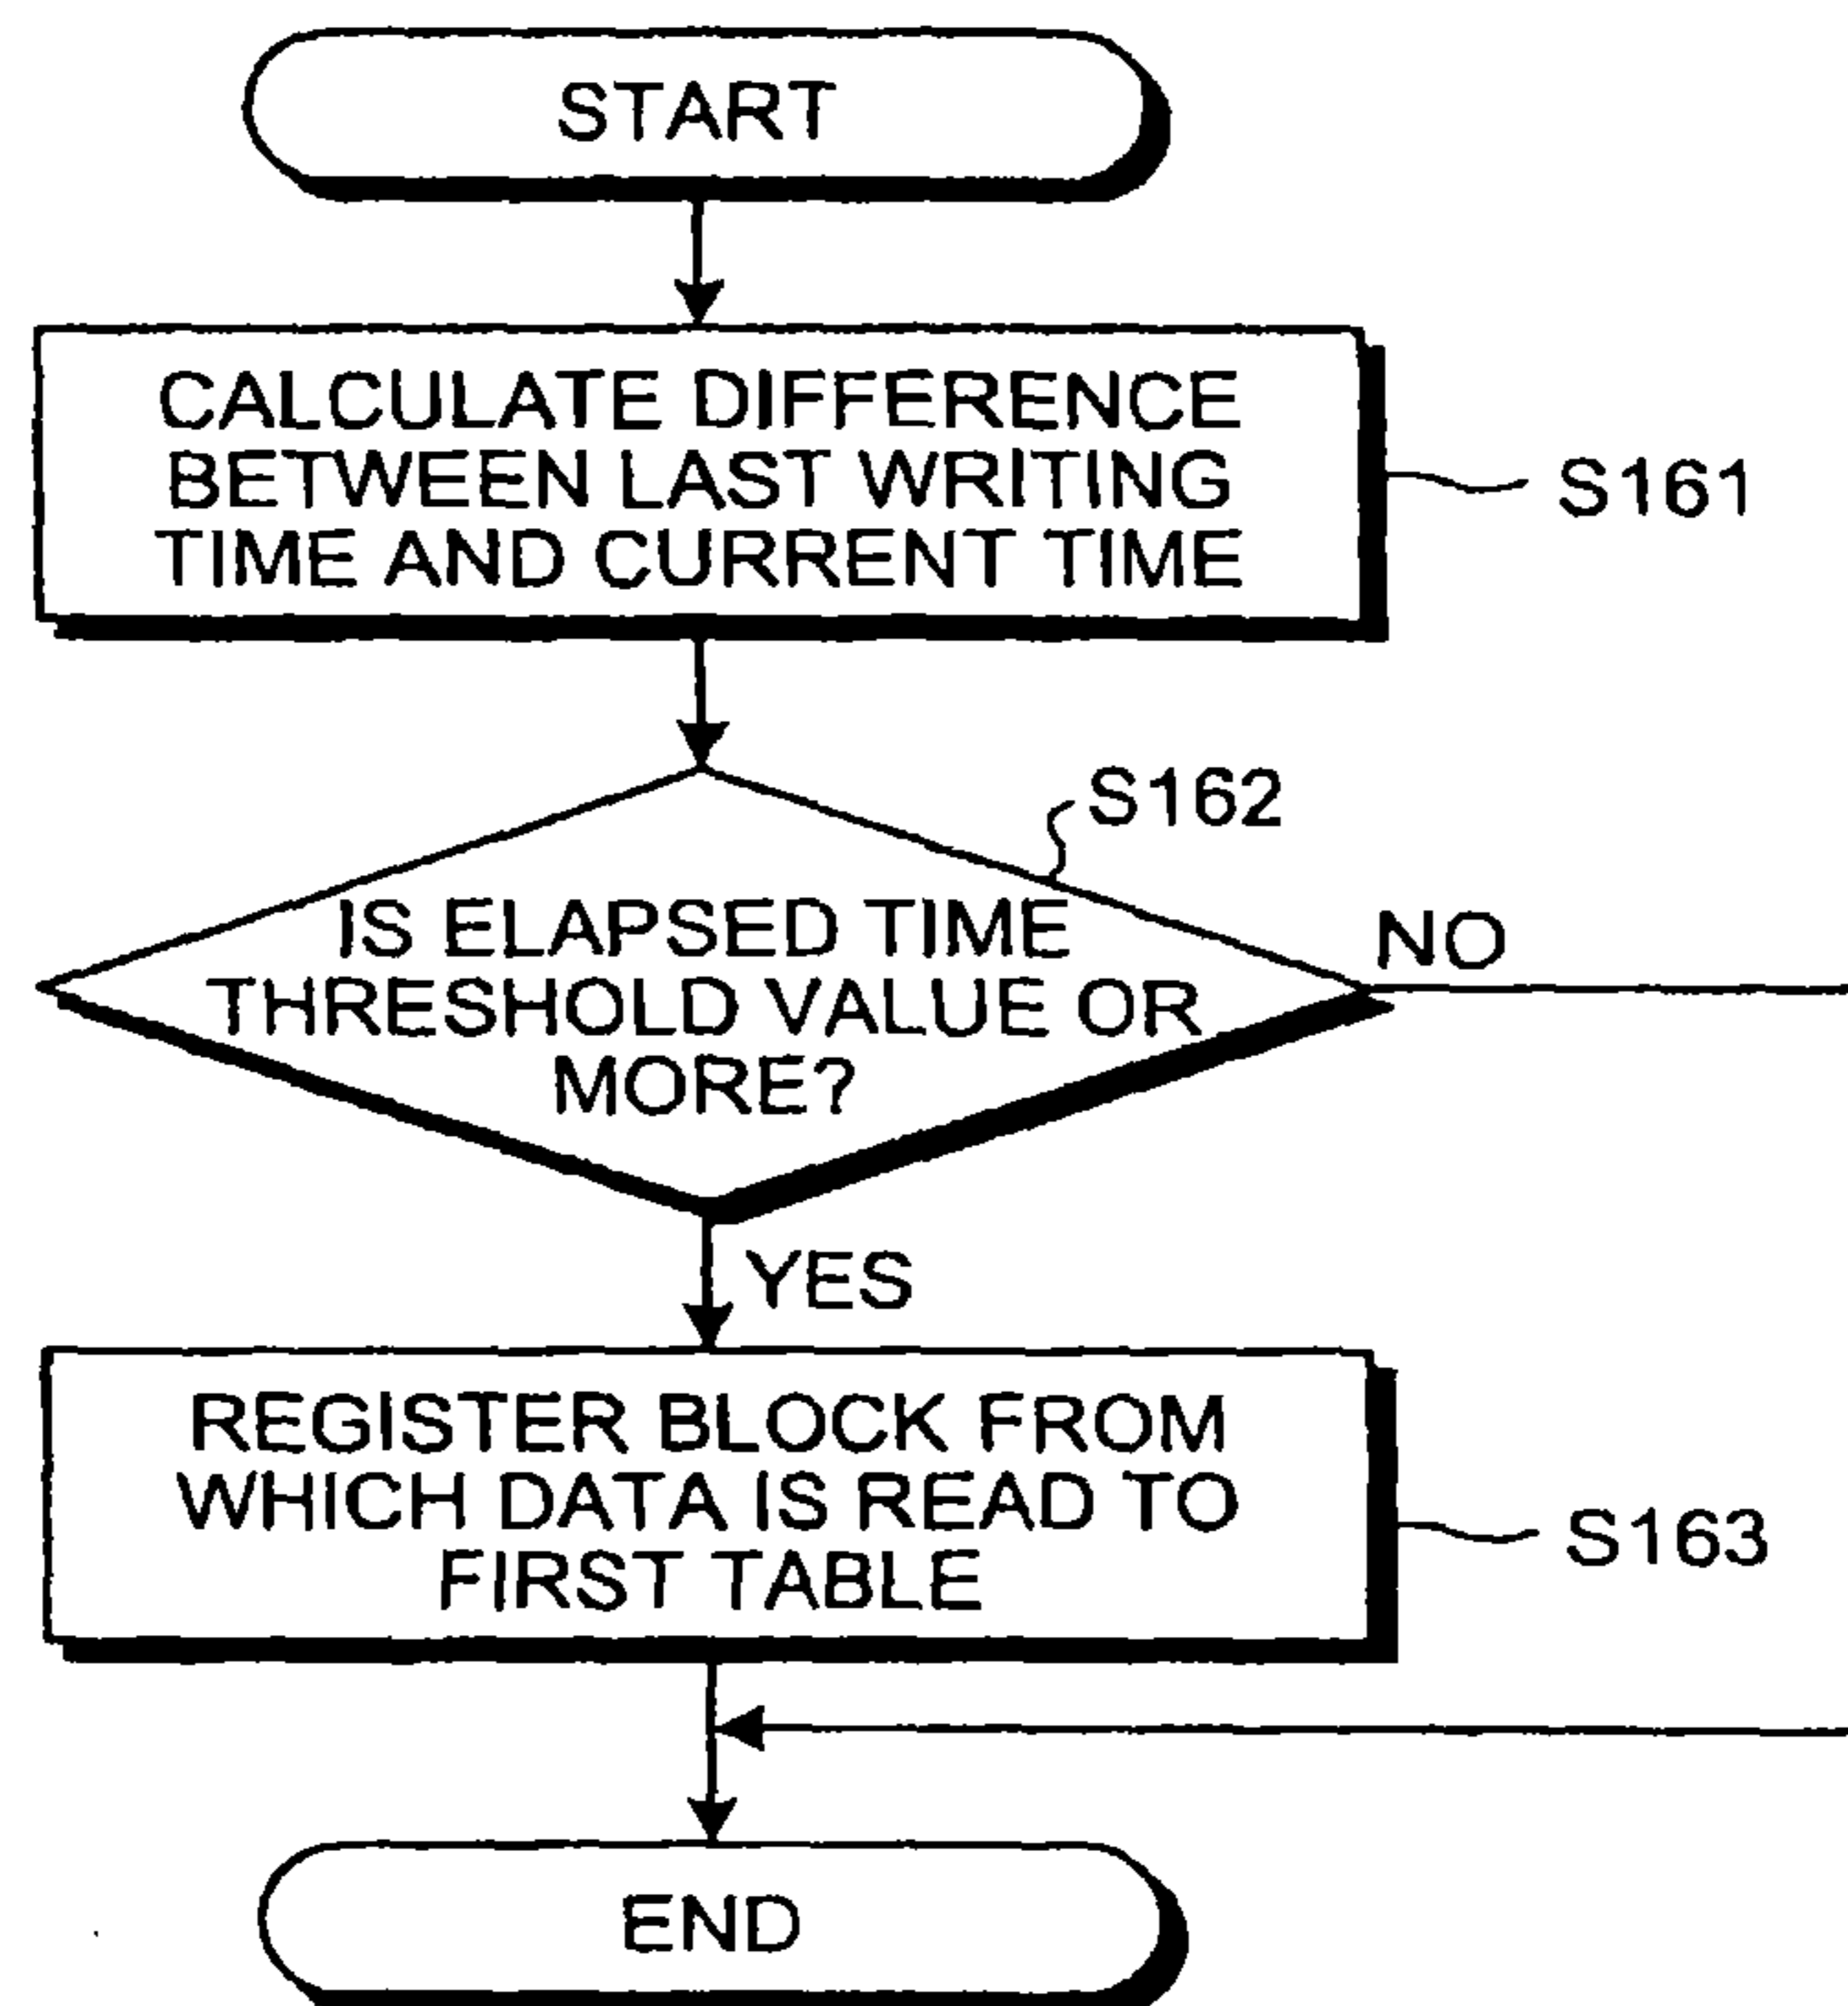 START
CALCULATE DIFFERENCE
BETWEEN LAST WRITING
TIME AND CURRENT TIME
S161
S162
IS ELAPSED TIME
THRESHOLD VALUE OR
MORE?
NO
YES
REGISTER BLOCK FROM
WHICH DATA IS READ TO
FIRST TABLE
S163
END